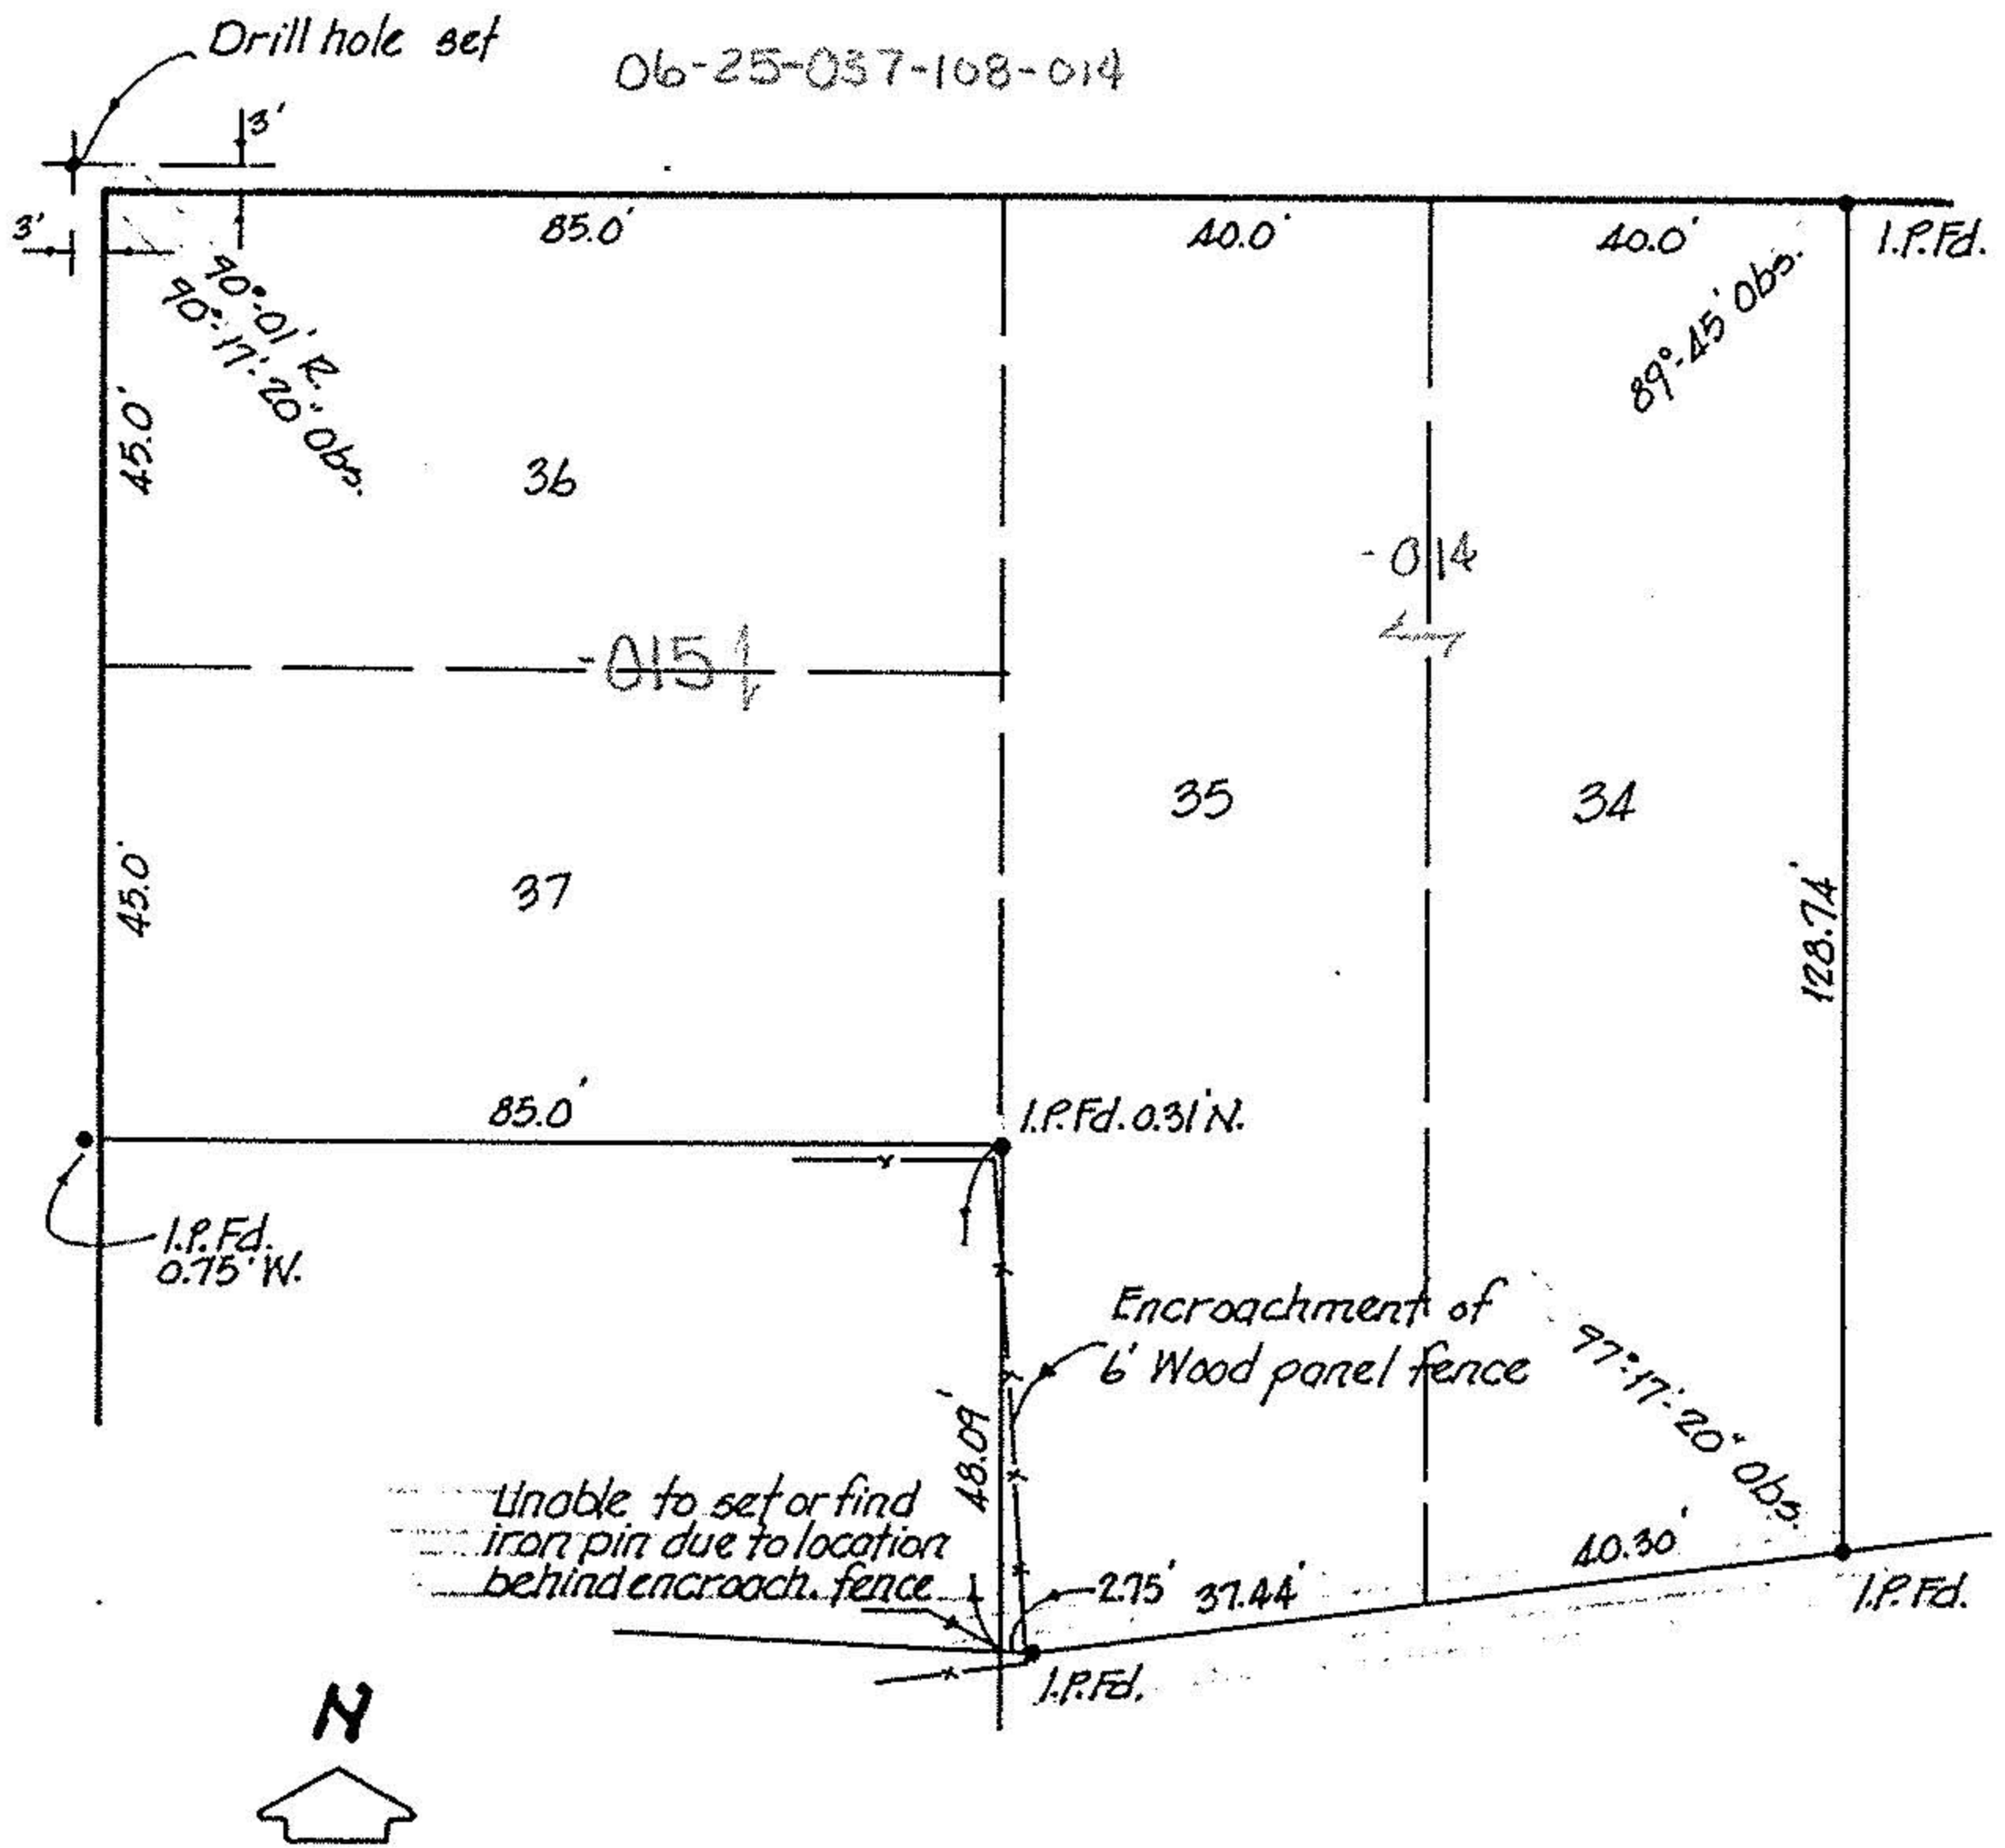 Drill hole set
06-25-037-108-014
3'
3'
85.0'
40.0'
40.0'
I.P.Fd.
90°-01' R.
90°-17'-20" Obs.
89°-45' Obs.
45.0'
36
-014
-015
35
34
45.0'
37
128.74'
85.0'
I.P.Fd. 0.31'N.
I.P.Fd.
0.75' W.
Encroachment of
6' Wood panel fence
97°-17'-20" Obs.
48.09'
Unable to set or find
iron pin due to location
behind encroach. fence
2.75'
37.44'
40.30'
I.P.Fd.
I.P.Fd.
N